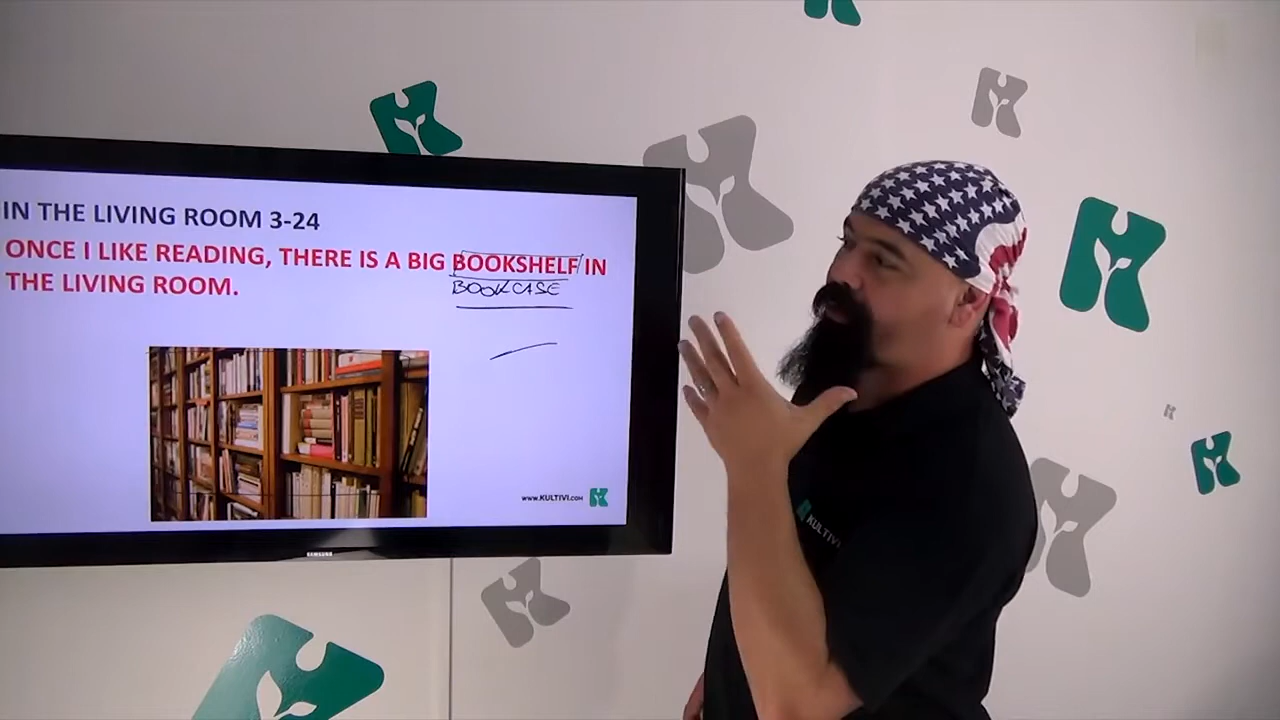 IN THE LIVING ROOM 3-24
ONCE I LIKE READING, THERE IS A BIG BOOKSHELF IN
THE LIVING ROOM.
BOOKCASE
WWW.KULTIVI.COM
SAMSUNG
KULTIVI